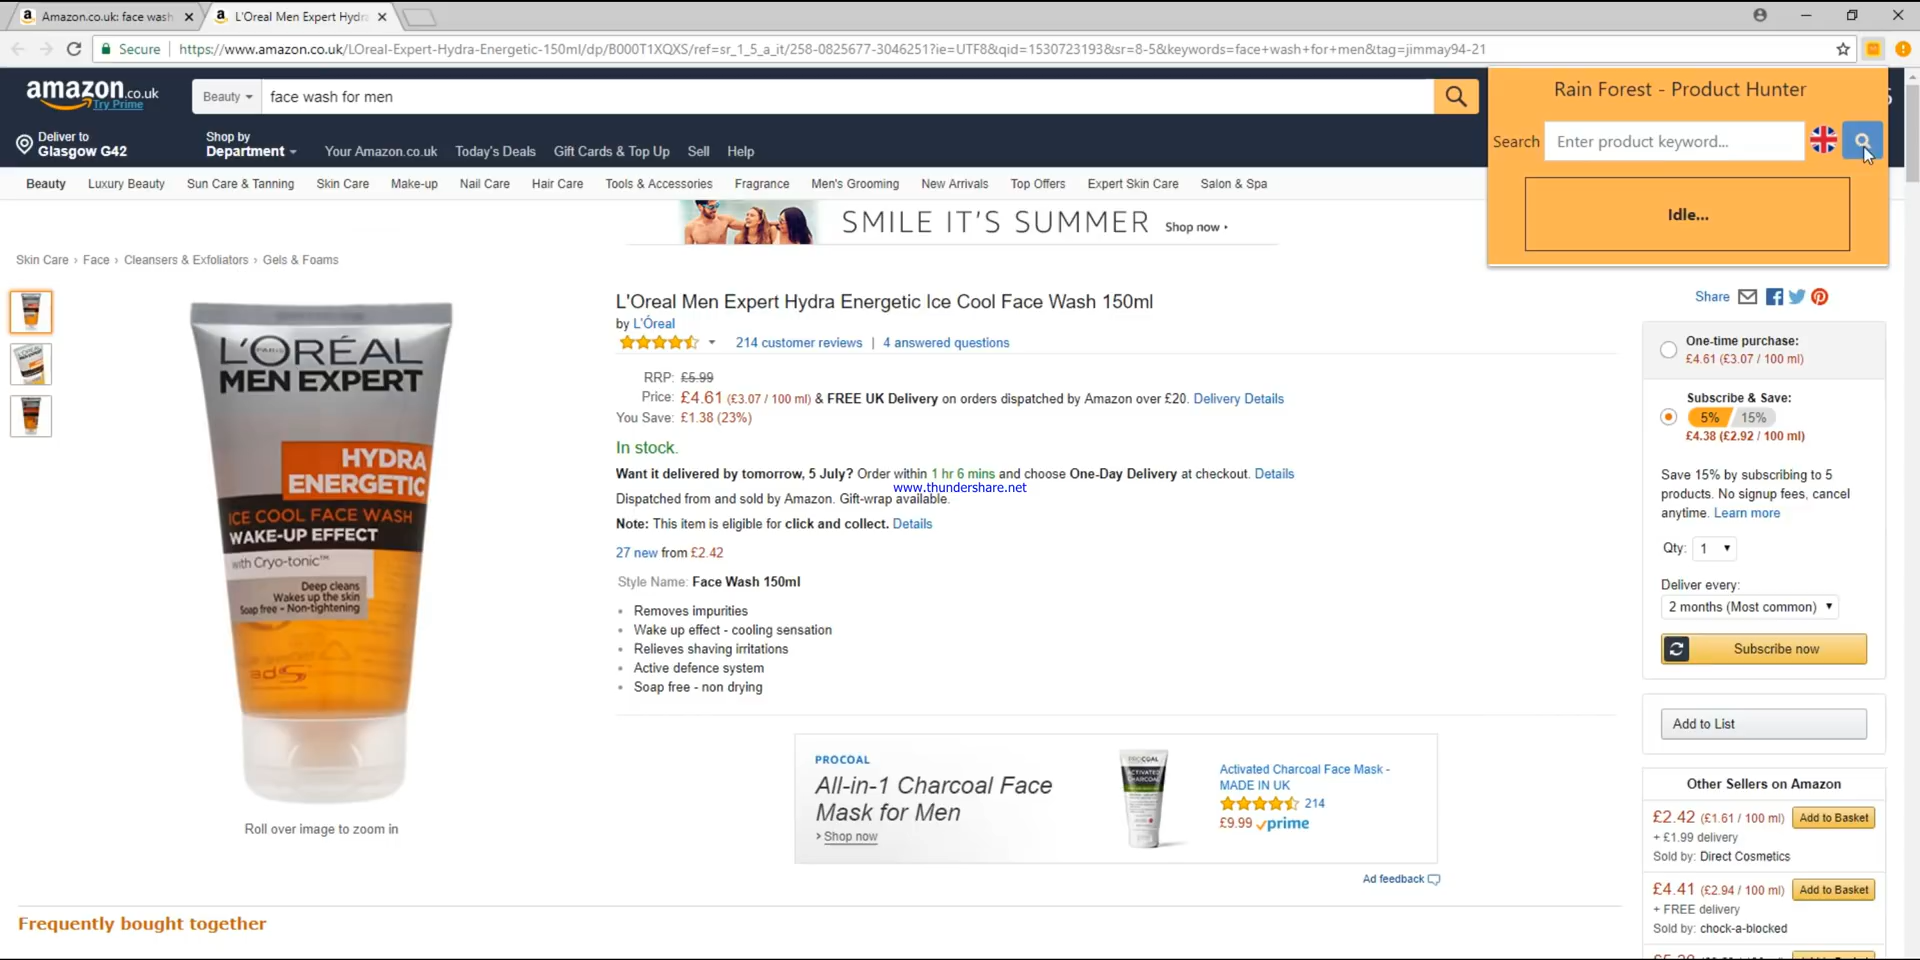 Amazon.co.uk: face wash
L'Oreal Men Expert Hydra
Secure
https://www.amazon.co.uk/LOreal-Expert-Hydra-Energetic-150ml/dp/B000T1XQXS/ref=sr_1_5_a_it/258-0825677-3046251?ie=UTF8&qid=1530723193&sr=8-5&keywords=face+wash+for+men&tag=jimmay94-21
amazon.co.uk
Try Prime
Beauty
face wash for men
Rain Forest - Product Hunter
Search
Enter product keyword...
Idle...
Deliver to
Glasgow G42
Shop by
Department
Your Amazon.co.uk
Today's Deals
Gift Cards & Top Up
Sell
Help
Beauty
Luxury Beauty
Sun Care & Tanning
Skin Care
Make-up
Nail Care
Hair Care
Tools & Accessories
Fragrance
Men's Grooming
New Arrivals
Top Offers
Expert Skin Care
Salon & Spa
SMILE IT'S SUMMER
Shop now
Skin Care › Face › Cleansers & Exfoliators › Gels & Foams
L'ORÉAL
PARIS
MEN EXPERT
HYDRA
ENERGETIC
ICE COOL FACE WASH
WAKE-UP EFFECT
with Cryo-tonic™
Deep cleans
Wakes up the skin
Soap free - Non-tightening
Roll over image to zoom in
L'Oreal Men Expert Hydra Energetic Ice Cool Face Wash 150ml
by L'Óreal
214 customer reviews | 4 answered questions
RRP: £5.99
Price: £4.61 (£3.07 / 100 ml) & FREE UK Delivery on orders dispatched by Amazon over £20. Delivery Details
You Save: £1.38 (23%)
In stock.
Want it delivered by tomorrow, 5 July? Order within 1 hr 6 mins and choose One-Day Delivery at checkout. Details
www.thundershare.net
Dispatched from and sold by Amazon. Gift-wrap available.
Note: This item is eligible for click and collect. Details
27 new from £2.42
Style Name: Face Wash 150ml
• Removes impurities
• Wake up effect - cooling sensation
• Relieves shaving irritations
• Active defence system
• Soap free - non drying
PROCOAL
All-in-1 Charcoal Face
Mask for Men
› Shop now
PROCOAL
ACTIVATED
CHARCOAL
Activated Charcoal Face Mask -
MADE IN UK
214
£9.99 prime
Ad feedback
Share
One-time purchase:
£4.61 (£3.07 / 100 ml)
Subscribe & Save:
5% 15%
£4.38 (£2.92 / 100 ml)
Save 15% by subscribing to 5
products. No signup fees, cancel
anytime. Learn more
Qty: 1
Deliver every:
2 months (Most common)
Subscribe now
Add to List
Other Sellers on Amazon
£2.42 (£1.61 / 100 ml) Add to Basket
+ £1.99 delivery
Sold by: Direct Cosmetics
£4.41 (£2.94 / 100 ml) Add to Basket
+ FREE delivery
Sold by: chock-a-blocked
Frequently bought together